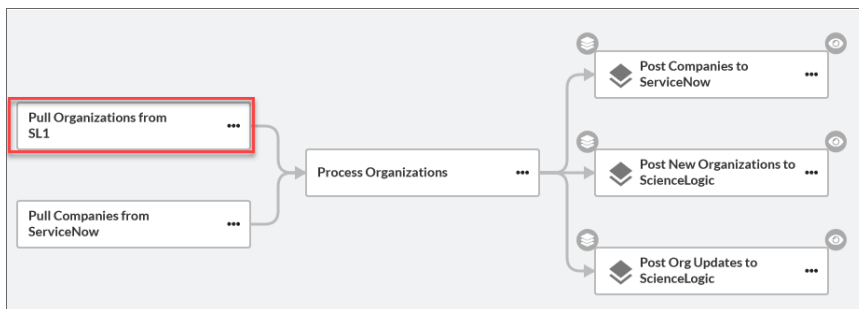 Pull Organizations from
SL1
Pull Companies from
ServiceNow
Process Organizations
Post Companies to
ServiceNow
Post New Organizations to
ScienceLogic
Post Org Updates to
ScienceLogic